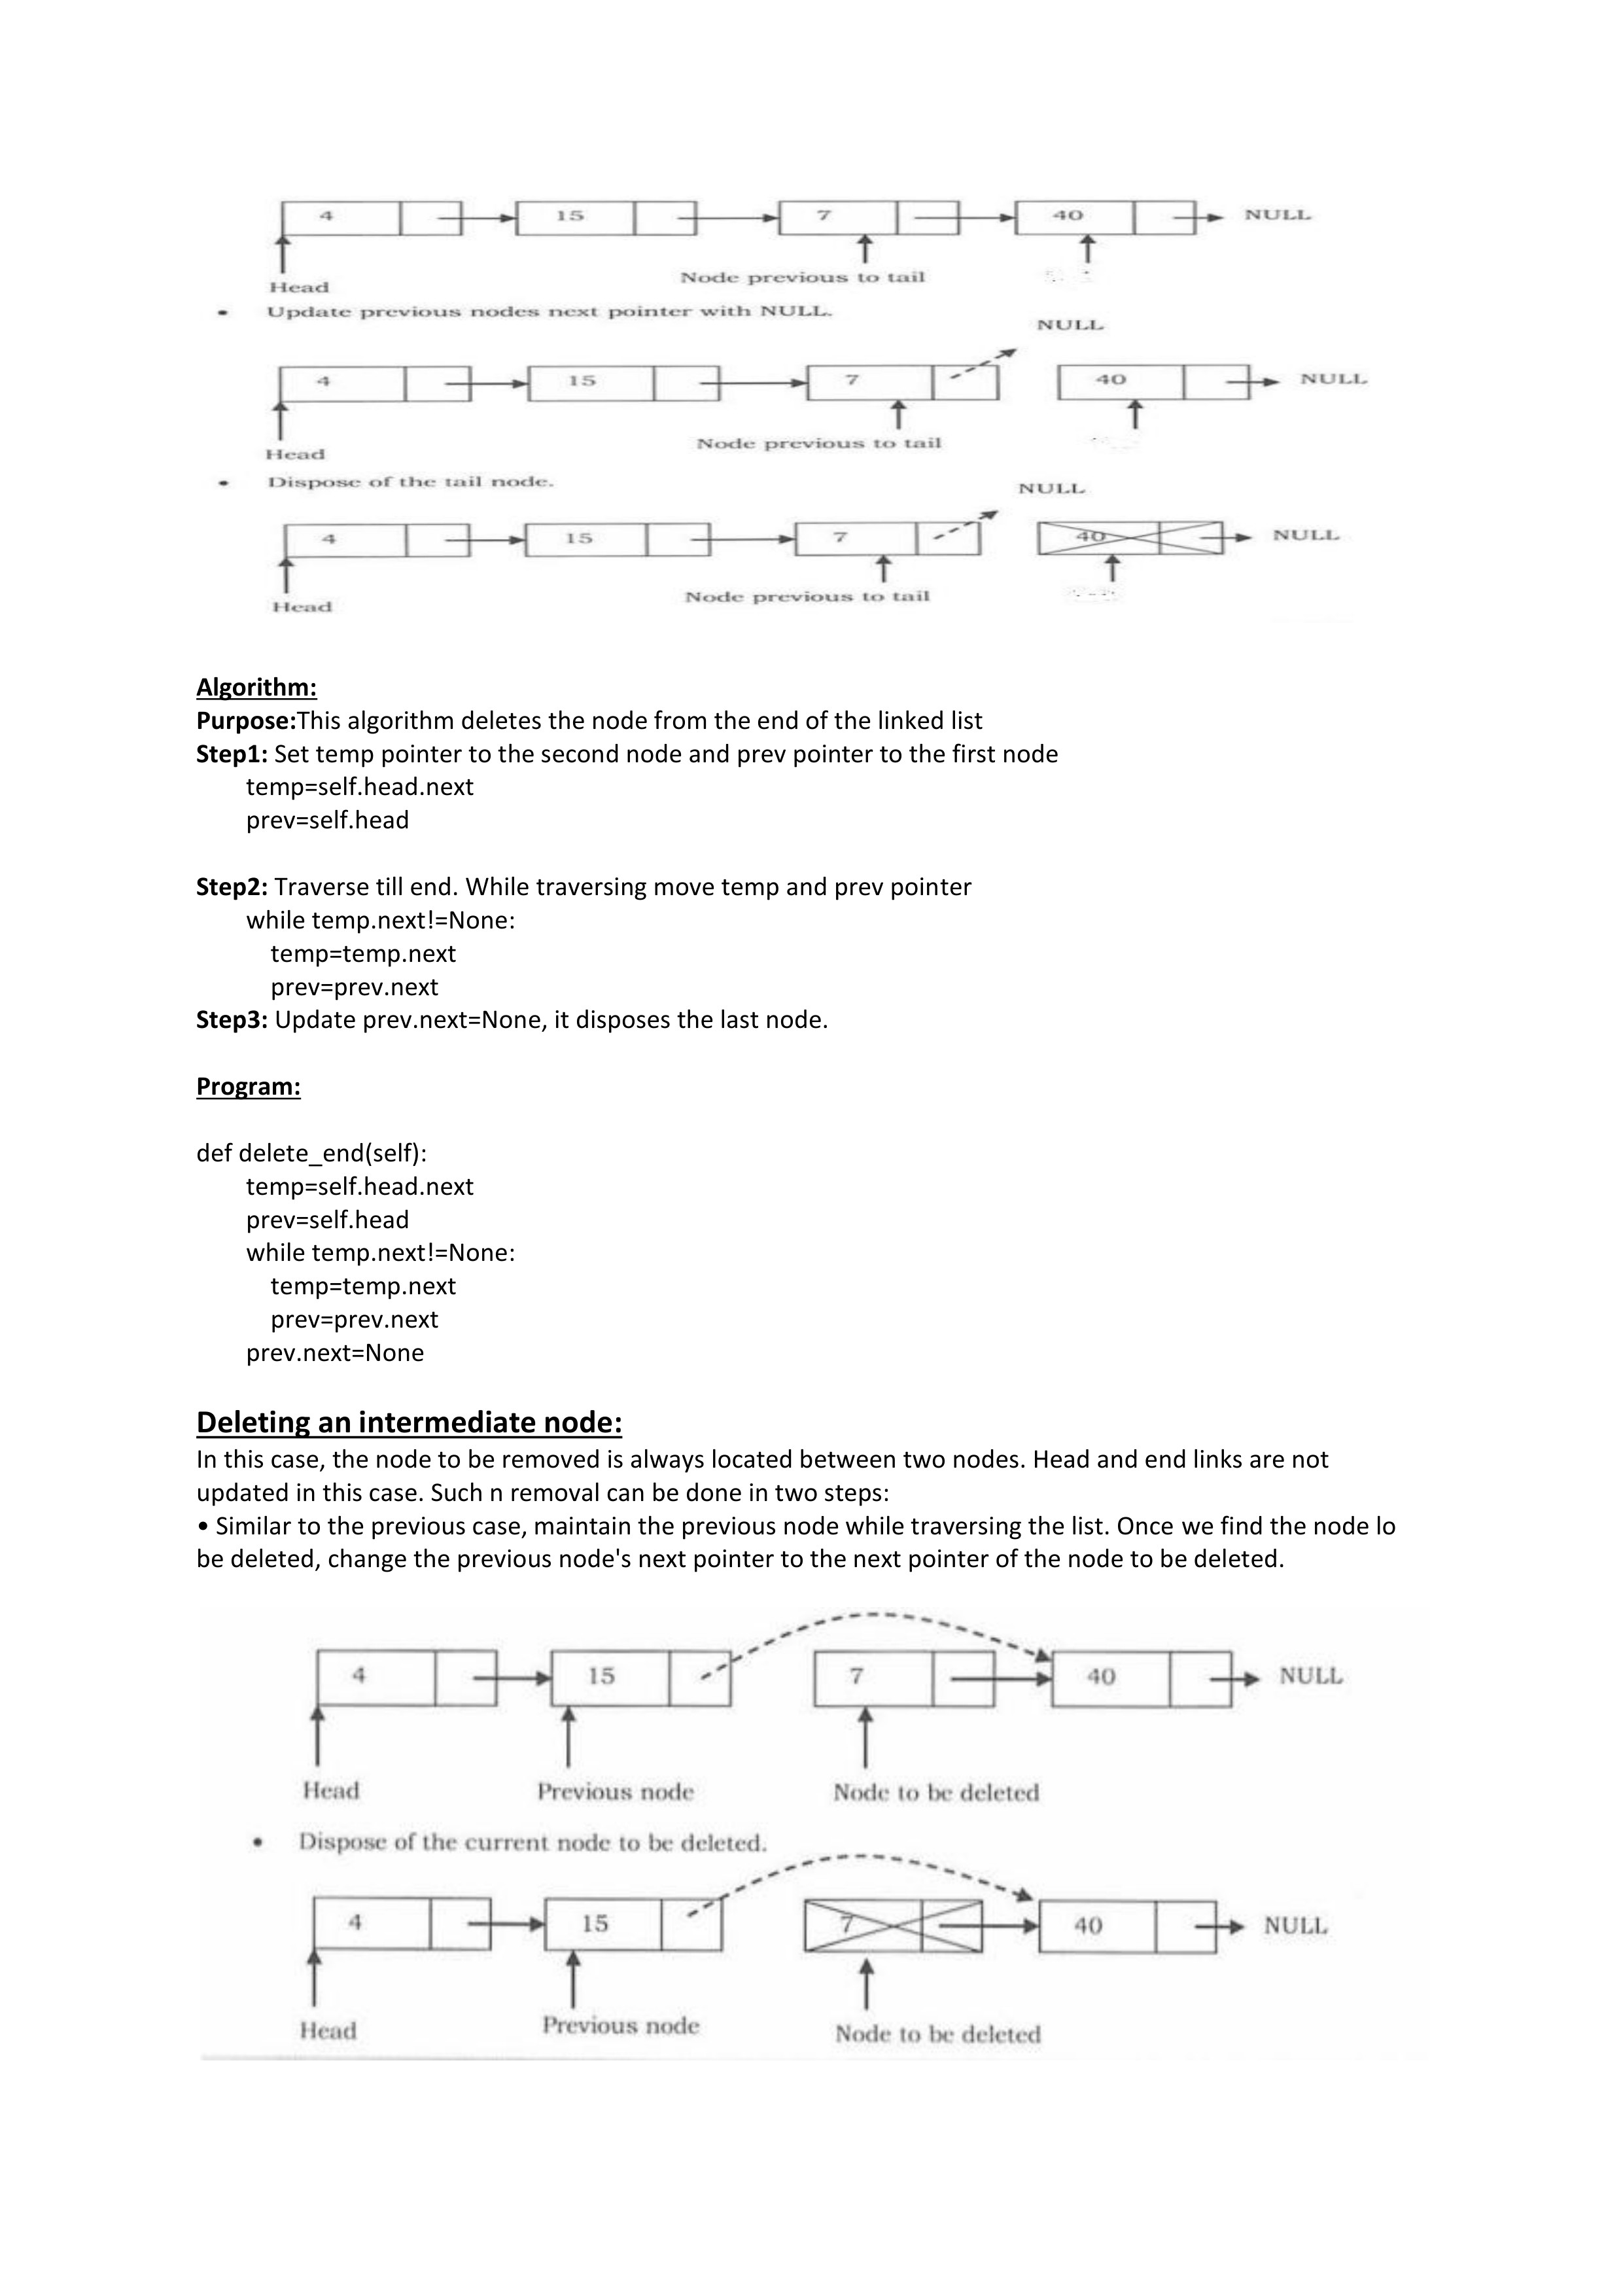 4 15 7 40 NULL
Node previous to tail
Head
• Update previous nodes next pointer with NULL.
NULL
4 15 7 40 NULL
Node previous to tail
Head
• Dispose of the tail node.
NULL
4 15 7 40 NULL
Node previous to tail
Head
Algorithm:
Purpose:This algorithm deletes the node from the end of the linked list
Step1: Set temp pointer to the second node and prev pointer to the first node
temp=self.head.next
prev=self.head
Step2: Traverse till end. While traversing move temp and prev pointer
while temp.next!=None:
temp=temp.next
prev=prev.next
Step3: Update prev.next=None, it disposes the last node.
Program:
def delete_end(self):
temp=self.head.next
prev=self.head
while temp.next!=None:
temp=temp.next
prev=prev.next
prev.next=None
Deleting an intermediate node:
In this case, the node to be removed is always located between two nodes. Head and end links are not
updated in this case. Such n removal can be done in two steps:
• Similar to the previous case, maintain the previous node while traversing the list. Once we find the node lo
be deleted, change the previous node's next pointer to the next pointer of the node to be deleted.
4 15 7 40 NULL
Head Previous node Node to be deleted
• Dispose of the current node to be deleted.
4 15 7 40 NULL
Head Previous node Node to be deleted